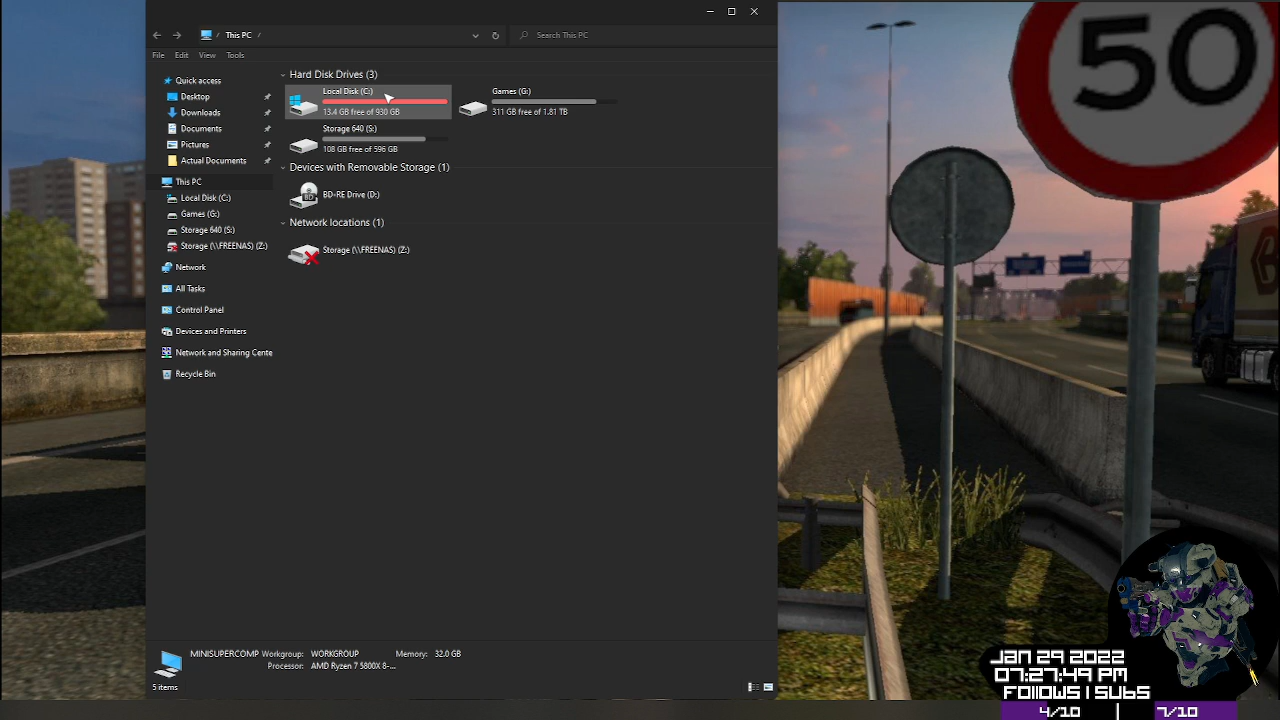 / This PC /
Search This PC
File Edit View Tools
Quick access
Desktop
Downloads
Documents
Pictures
Actual Documents
This PC
Local Disk (C:)
Games (G:)
Storage 640 (S:)
Storage (\\FREENAS) (Z:)
Network
All Tasks
Control Panel
Devices and Printers
Network and Sharing Cente
Recycle Bin
Hard Disk Drives (3)
Local Disk (C:)
13.4 GB free of 930 GB
Games (G:)
311 GB free of 1.81 TB
Storage 640 (S:)
108 GB free of 596 GB
Devices with Removable Storage (1)
BD-RE Drive (D:)
BD
Network locations (1)
Storage (\\FREENAS) (Z:)
MINISUPERCOMP Workgroup: WORKGROUP Memory: 32.0 GB
Processor: AMD Ryzen 7 5800X 8-...
5 items
50
Jan 29 2022
07:27:49 PM
Follows | Subs
4/10 | 7/10